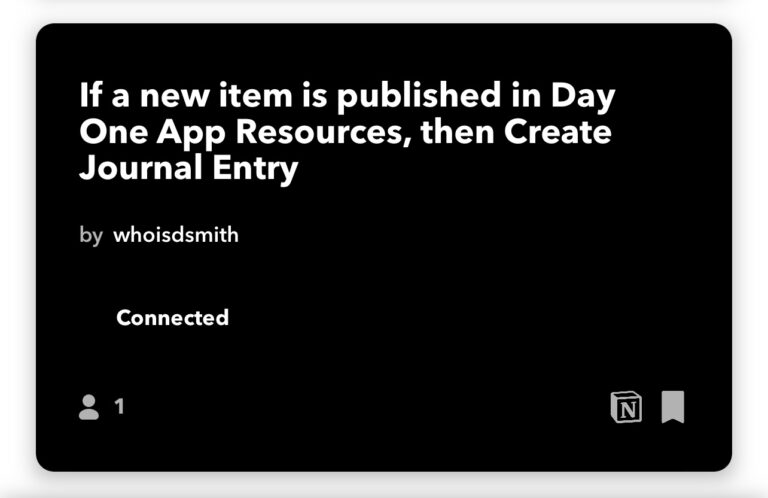 If a new item is published in Day
One App Resources, then Create
Journal Entry
by whoisdsmith
Connected
1
N